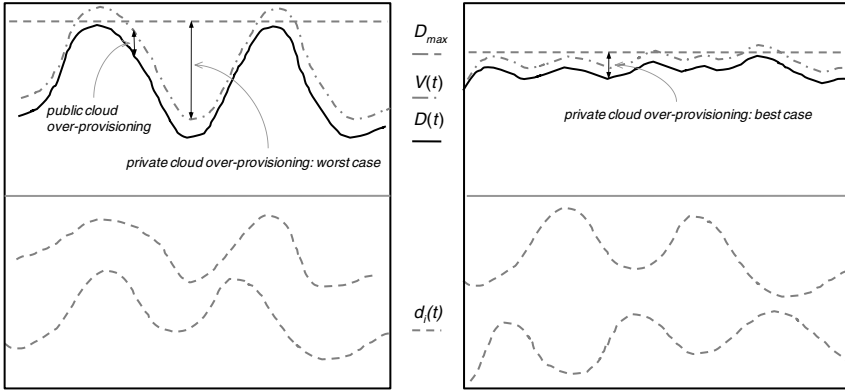 public cloud
over-provisioning
private cloud over-provisioning: worst case
D_max
V(t)
D(t)
d_i(t)
private cloud over-provisioning: best case